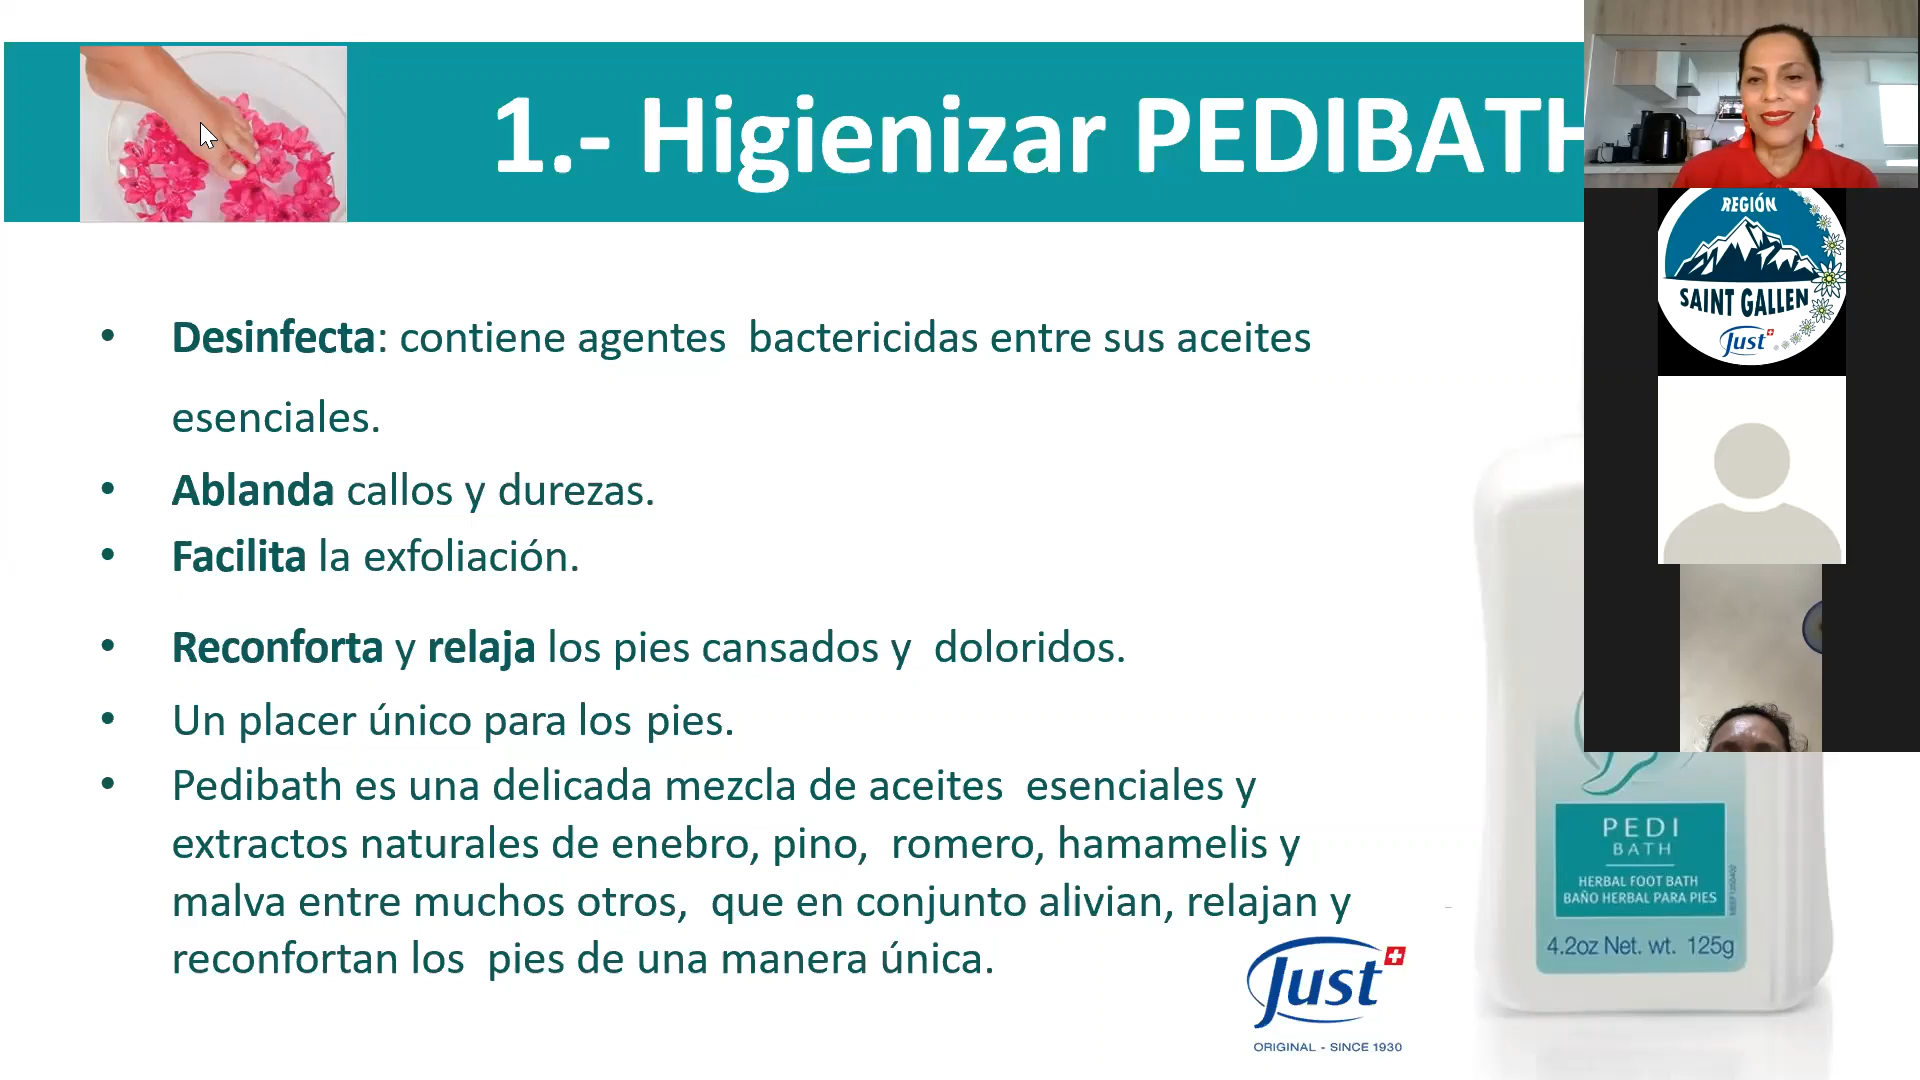 1.- Higienizar PEDIBATH
• Desinfecta: contiene agentes bactericidas entre sus aceites
esenciales.
• Ablanda callos y durezas.
• Facilita la exfoliación.
• Reconforta y relaja los pies cansados y doloridos.
• Un placer único para los pies.
• Pedibath es una delicada mezcla de aceites esenciales y
extractos naturales de enebro, pino, romero, hamamelis y
malva entre muchos otros, que en conjunto alivian, relajan y
reconfortan los pies de una manera única.
Just
ORIGINAL - SINCE 1930
REGIÓN
SAINT GALLEN
Just
PEDI
BATH
HERBAL FOOT BATH
BAÑO HERBAL PARA PIES
4.2oz Net. wt. 125g